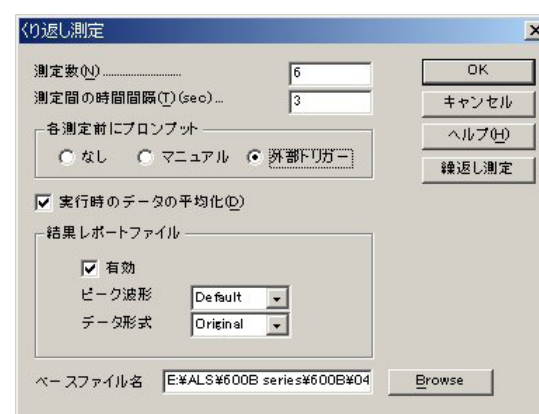 くり返し測定
測定数(N)........................ 6
測定間の時間間隔(T)(sec)... 3
各測定前にプロンプット
なし マニュアル 外部トリガー
実行時のデータの平均化(D)
結果レポートファイル
有効
ピーク波形 Default
データ形式 Original
ベースファイル名 E:¥ALS¥600B series¥600B¥04 Browse
OK
キャンセル
ヘルプ(H)
繰返し測定